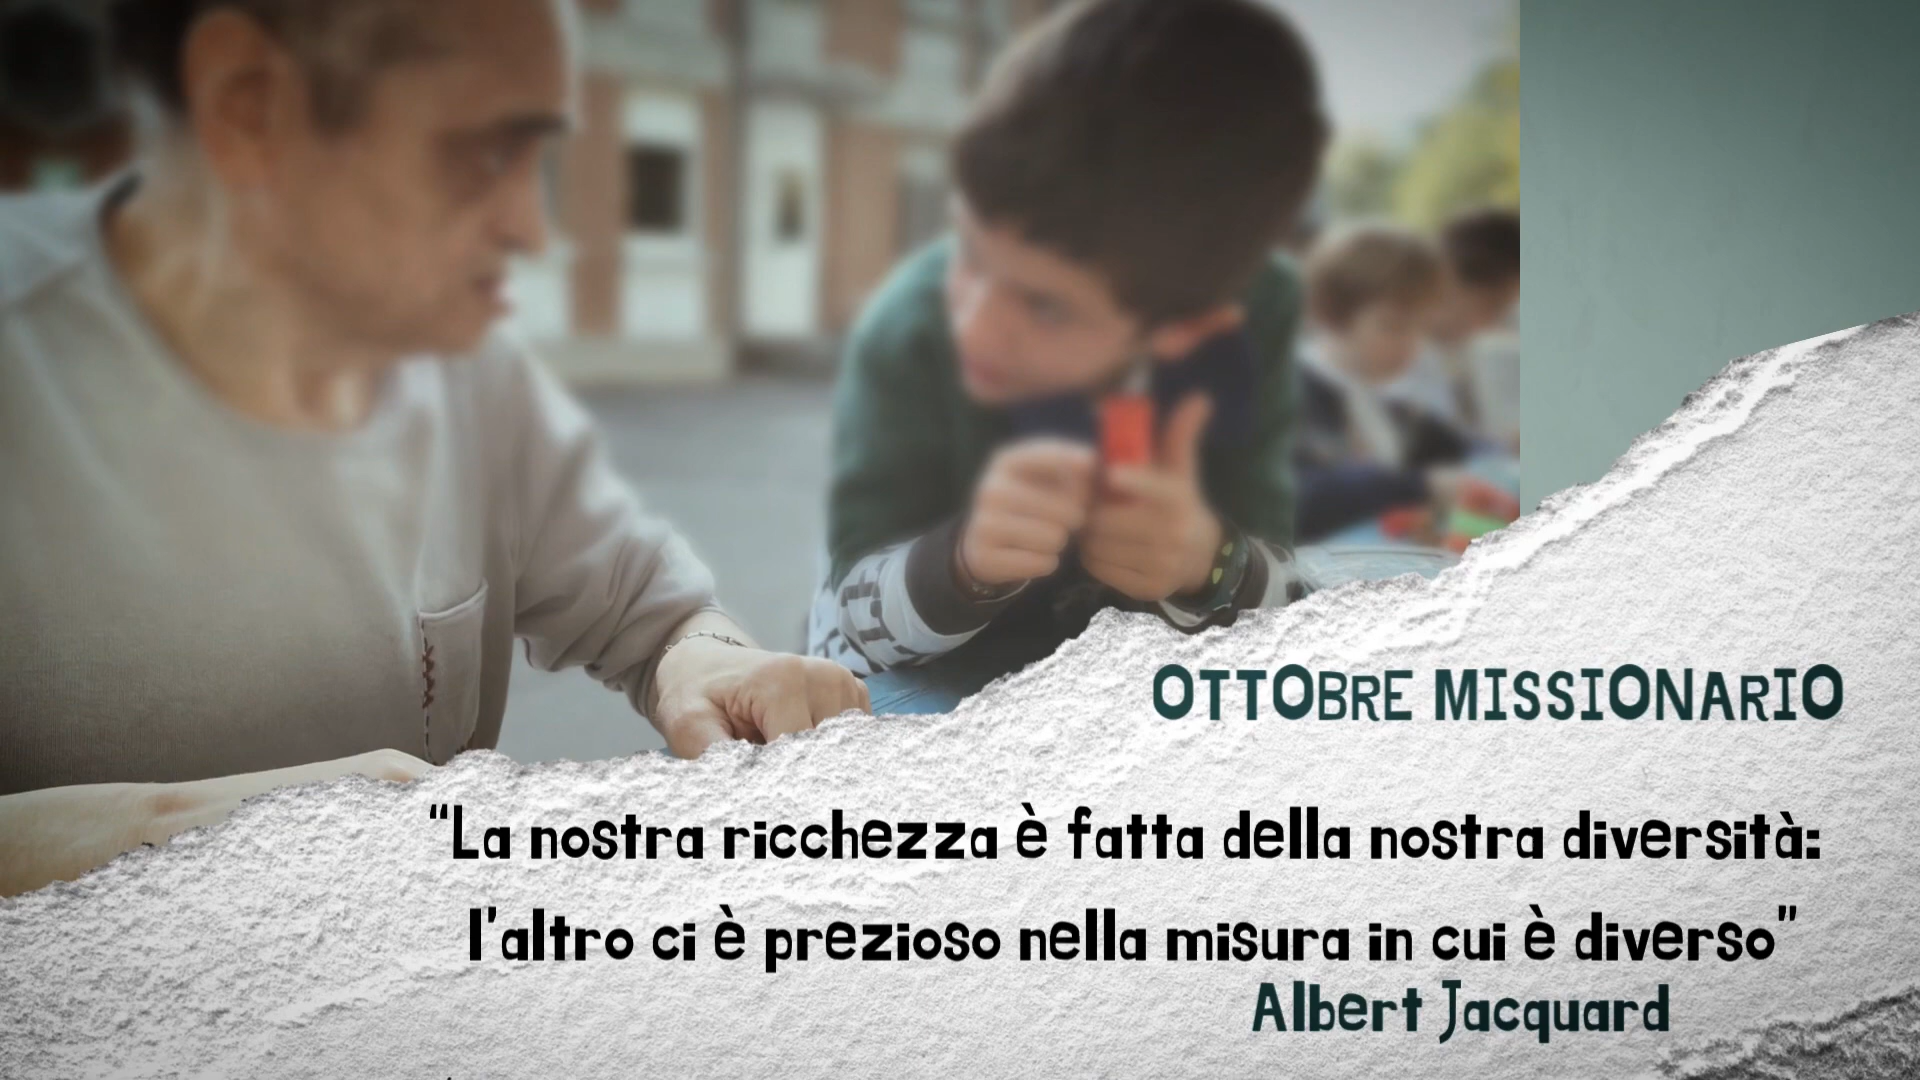 OTTOBRE MISSIONARIO
“La nostra ricchezza è fatta della nostra diversità:
l'altro ci è prezioso nella misura in cui è diverso”
Albert Jacquard